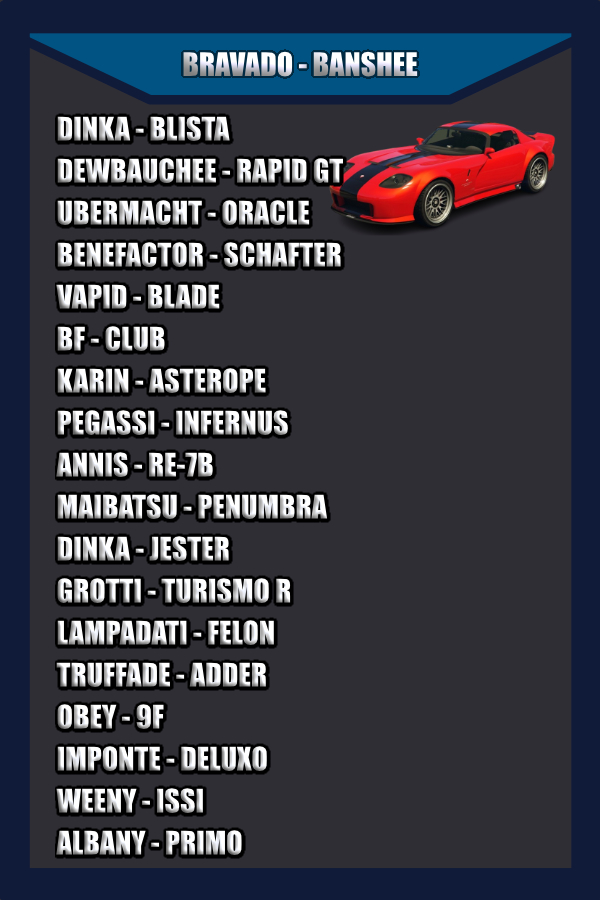 BRAVADO - BANSHEE
DINKA - BLISTA
DEWBAUCHEE - RAPID GT
UBERMACHT - ORACLE
BENEFACTOR - SCHAFTER
VAPID - BLADE
BF - CLUB
KARIN - ASTEROPE
PEGASSI - INFERNUS
ANNIS - RE-7B
MAIBATSU - PENUMBRA
DINKA - JESTER
GROTTI - TURISMO R
LAMPADATI - FELON
TRUFFADE - ADDER
OBEY - 9F
IMPONTE - DELUXO
WEENY - ISSI
ALBANY - PRIMO